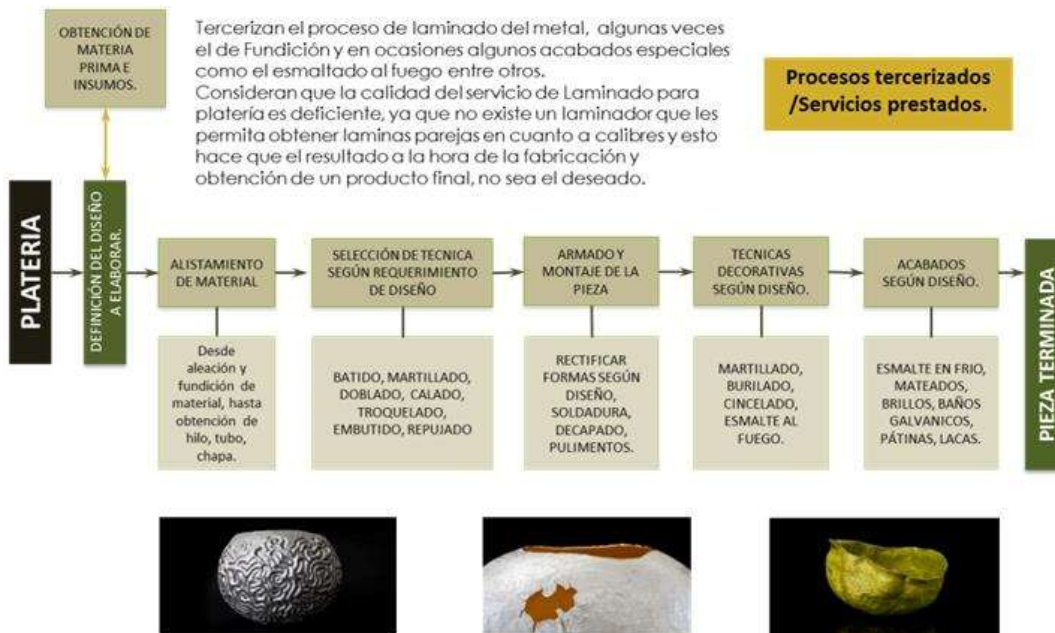 OBTENCIÓN DE
MATERIA
PRIMA E
INSUMOS.
Tercerizan el proceso de laminado del metal, algunas veces
el de Fundición y en ocasiones algunos acabados especiales
como el esmaltado al fuego entre otros.
Consideran que la calidad del servicio de Laminado para
platería es deficiente, ya que no existe un laminador que les
permita obtener laminas parejas en cuanto a calibres y esto
hace que el resultado a la hora de la fabricación y
obtención de un producto final, no sea el deseado.
Procesos tercerizados
/Servicios prestados.
PLATERIA
DEFINICIÓN DEL DISEÑO
A ELABORAR.
ALISTAMIENTO
DE MATERIAL
SELECCIÓN DE TECNICA
SEGÚN REQUERIMIENTO
DE DISEÑO
ARMADO Y
MONTAJE DE LA
PIEZA
TECNICAS
DECORATIVAS
SEGÚN DISEÑO.
ACABADOS
SEGÚN DISEÑO.
PIEZA TERMINADA
Desde
aleación y
fundición de
material, hasta
obtención de
hilo, tubo,
chapa.
BATIDO, MARTILLADO,
DOBLADO, CALADO,
TROQUELADO,
EMBUTIDO, REPUJADO
RECTIFICAR
FORMAS SEGÚN
DISEÑO,
SOLDADURA,
DECAPADO,
PULIMENTOS.
MARTILLADO,
BURILADO,
CINCELADO,
ESMALTE AL
FUEGO.
ESMALTE EN FRIO,
MATEADOS,
BRILLOS, BAÑOS
GALVANICOS,
PÁTINAS, LACAS.